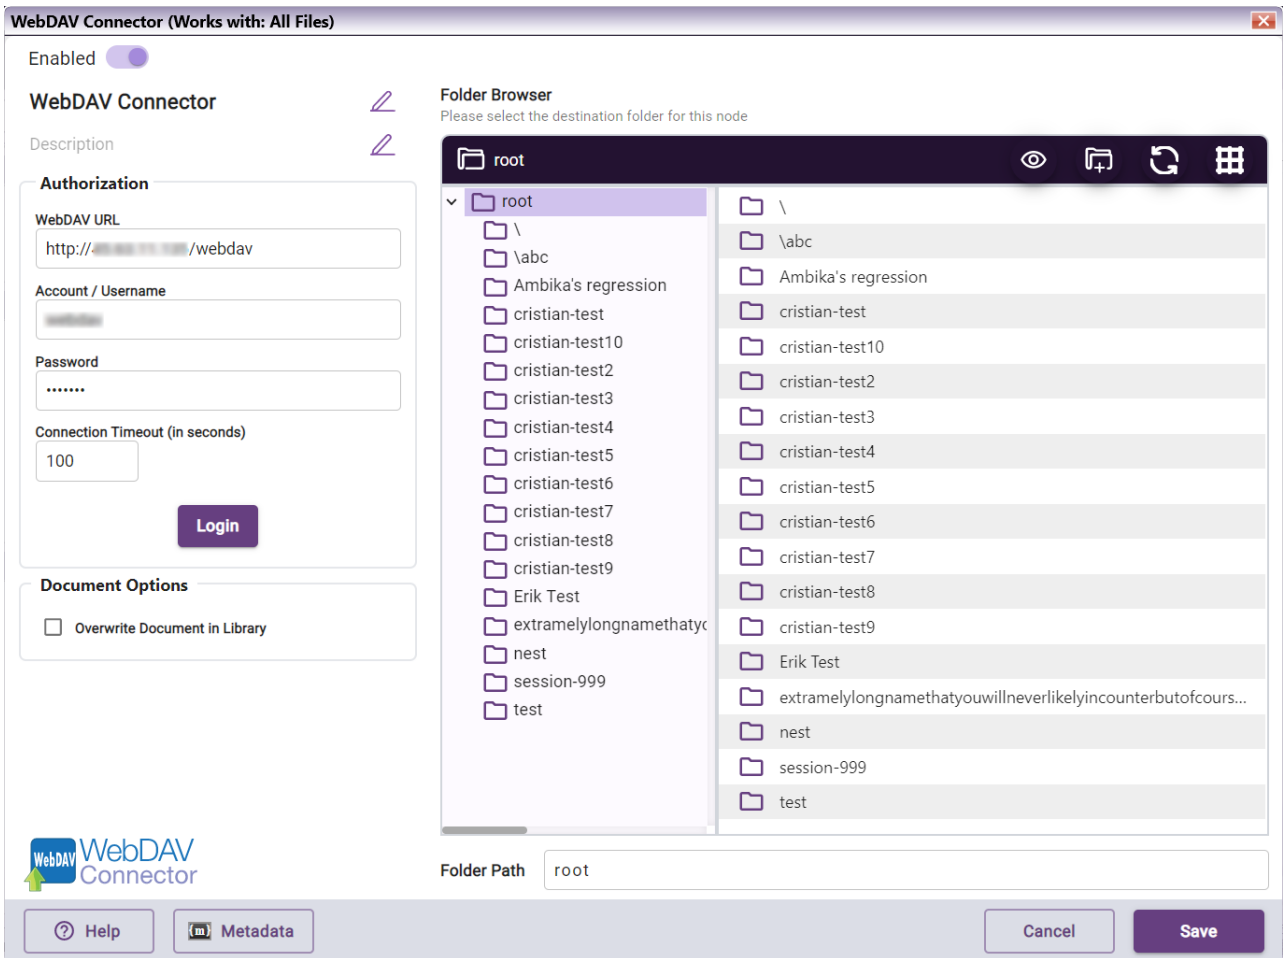 WebDAV Connector (Works with: All Files)
Enabled
WebDAV Connector
Description
Authorization
WebDAV URL
http:// /webdav
Account / Username
Password
•••••••
Connection Timeout (in seconds)
100
Login
Document Options
Overwrite Document in Library
WebDAV
WebDAV
Connector
Folder Browser
Please select the destination folder for this node
root
root
\
\abc
Ambika's regression
cristian-test
cristian-test10
cristian-test2
cristian-test3
cristian-test4
cristian-test5
cristian-test6
cristian-test7
cristian-test8
cristian-test9
Erik Test
extramelylongnamethatyo
nest
session-999
test
\
\abc
Ambika's regression
cristian-test
cristian-test10
cristian-test2
cristian-test3
cristian-test4
cristian-test5
cristian-test6
cristian-test7
cristian-test8
cristian-test9
Erik Test
extramelylongnamethatyouwillneverlikelyincounterbutofcours...
nest
session-999
test
Folder Path
root
Help
{m} Metadata
Cancel
Save